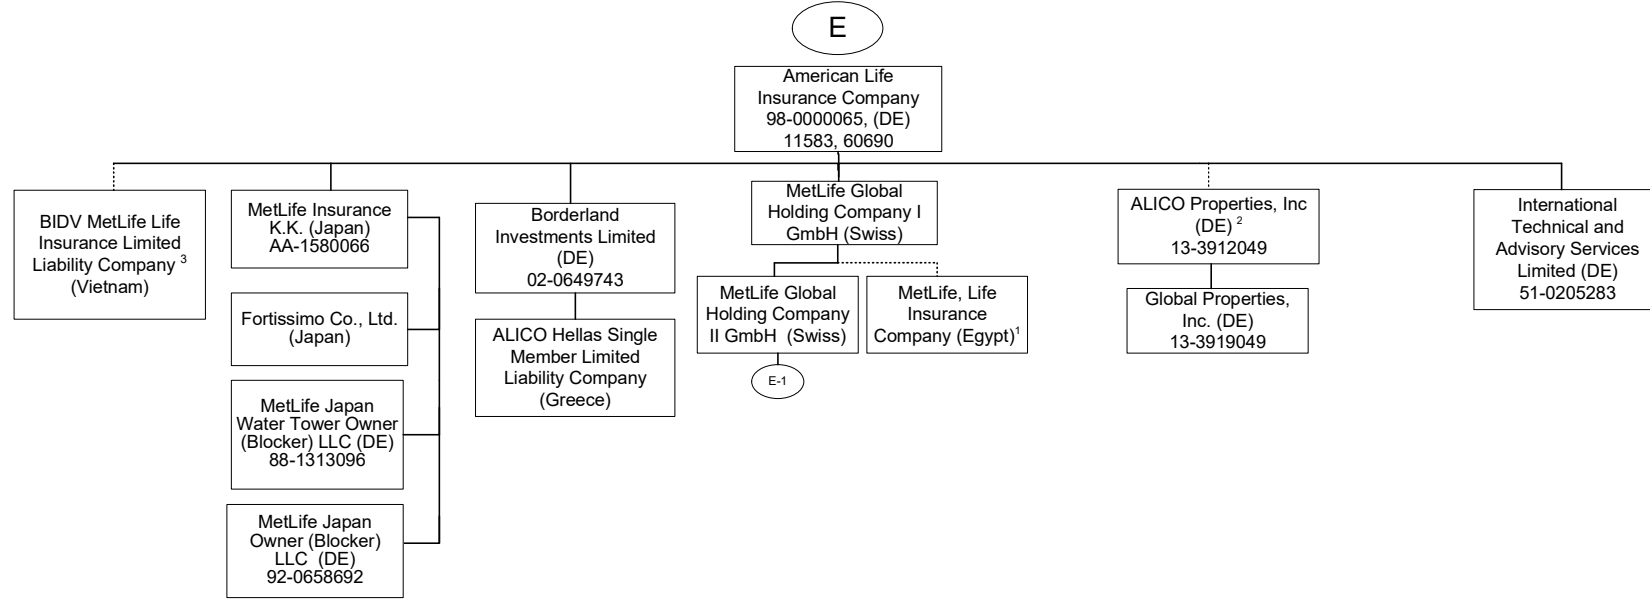 E
American Life
Insurance Company
98-0000065, (DE)
11583, 60690
BIDV MetLife Life
Insurance Limited
Liability Company ³
(Vietnam)
MetLife Insurance
K.K. (Japan)
AA-1580066
Fortissimo Co., Ltd.
(Japan)
MetLife Japan
Water Tower Owner
(Blocker) LLC (DE)
88-1313096
MetLife Japan
Owner (Blocker)
LLC (DE)
92-0658692
Borderland
Investments Limited
(DE)
02-0649743
ALICO Hellas Single
Member Limited
Liability Company
(Greece)
MetLife Global
Holding Company I
GmbH (Swiss)
MetLife Global
Holding Company
II GmbH (Swiss)
E-1
MetLife, Life
Insurance
Company (Egypt)¹
ALICO Properties, Inc
(DE) ²
13-3912049
Global Properties,
Inc. (DE)
13-3919049
International
Technical and
Advisory Services
Limited (DE)
51-0205283